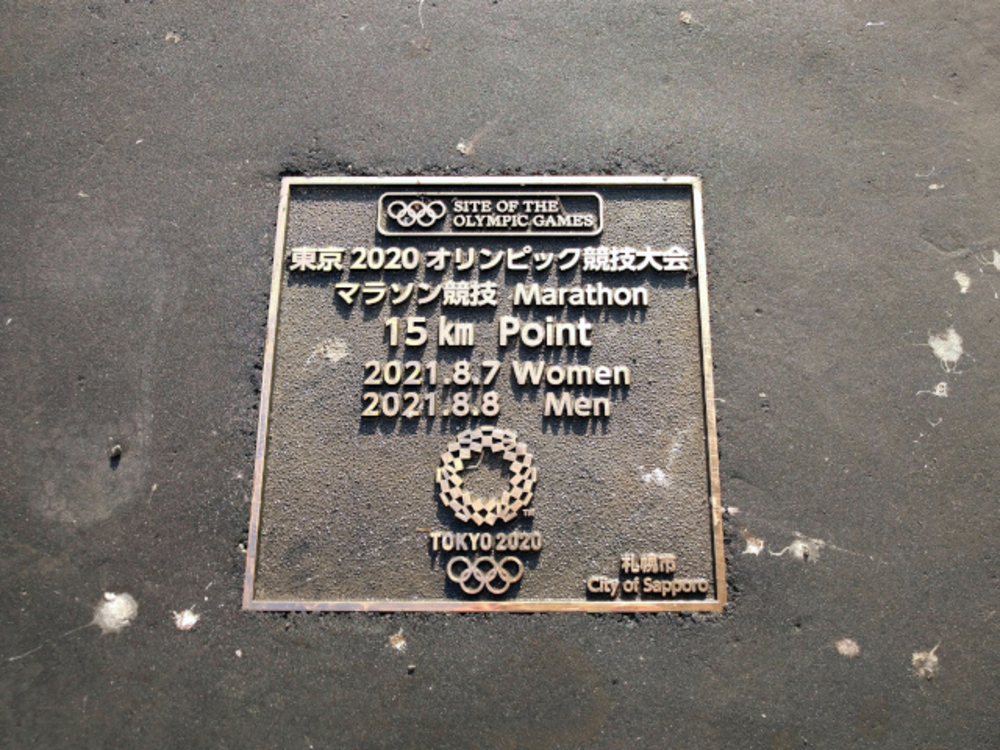 SITE OF THE
OLYMPIC GAMES
東京 2020 オリンピック競技大会
マラソン競技 Marathon
15 ㎞ Point
2021.8.7 Women
2021.8.8 Men
TM
TOKYO 2020
札幌市
City of Sapporo